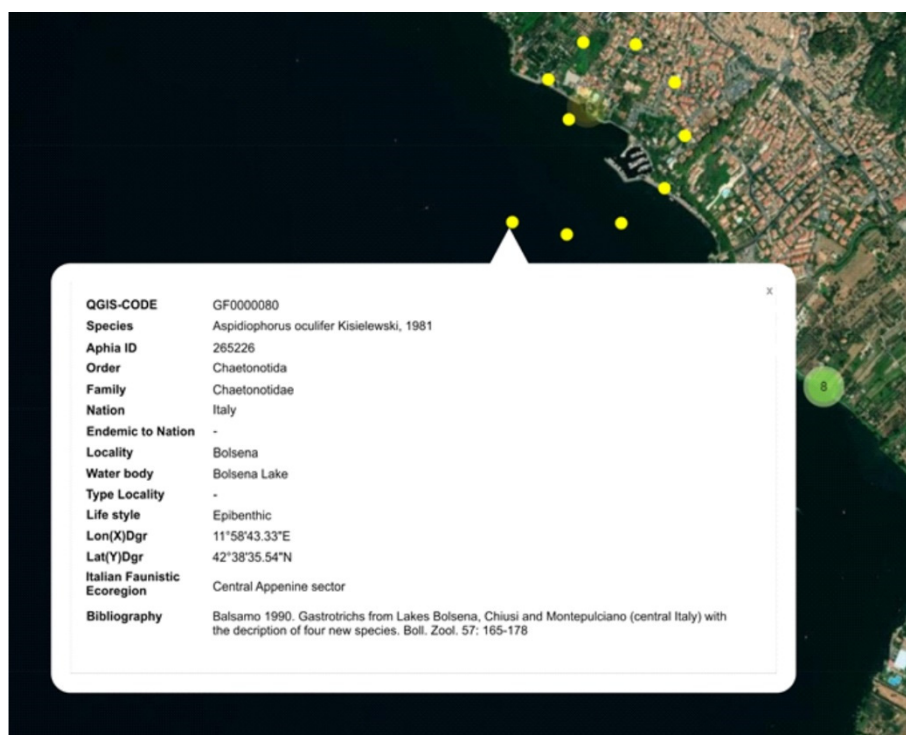 x
QGIS-CODE GF0000080
Species Aspidiophorus oculifer Kisielewski, 1981
Aphia ID 265226
Order Chaetonotida
Family Chaetonotidae
Nation Italy
Endemic to Nation -
Locality Bolsena
Water body Bolsena Lake
Type Locality -
Life style Epibenthic
Lon(X)Dgr 11°58'43.33"E
Lat(Y)Dgr 42°38'35.54"N
Italian Faunistic
Ecoregion Central Appenine sector
Bibliography Balsamo 1990. Gastrotrichs from Lakes Bolsena, Chiusi and Montepulciano (central Italy) with
the decription of four new species. Boll. Zool. 57: 165-178
8